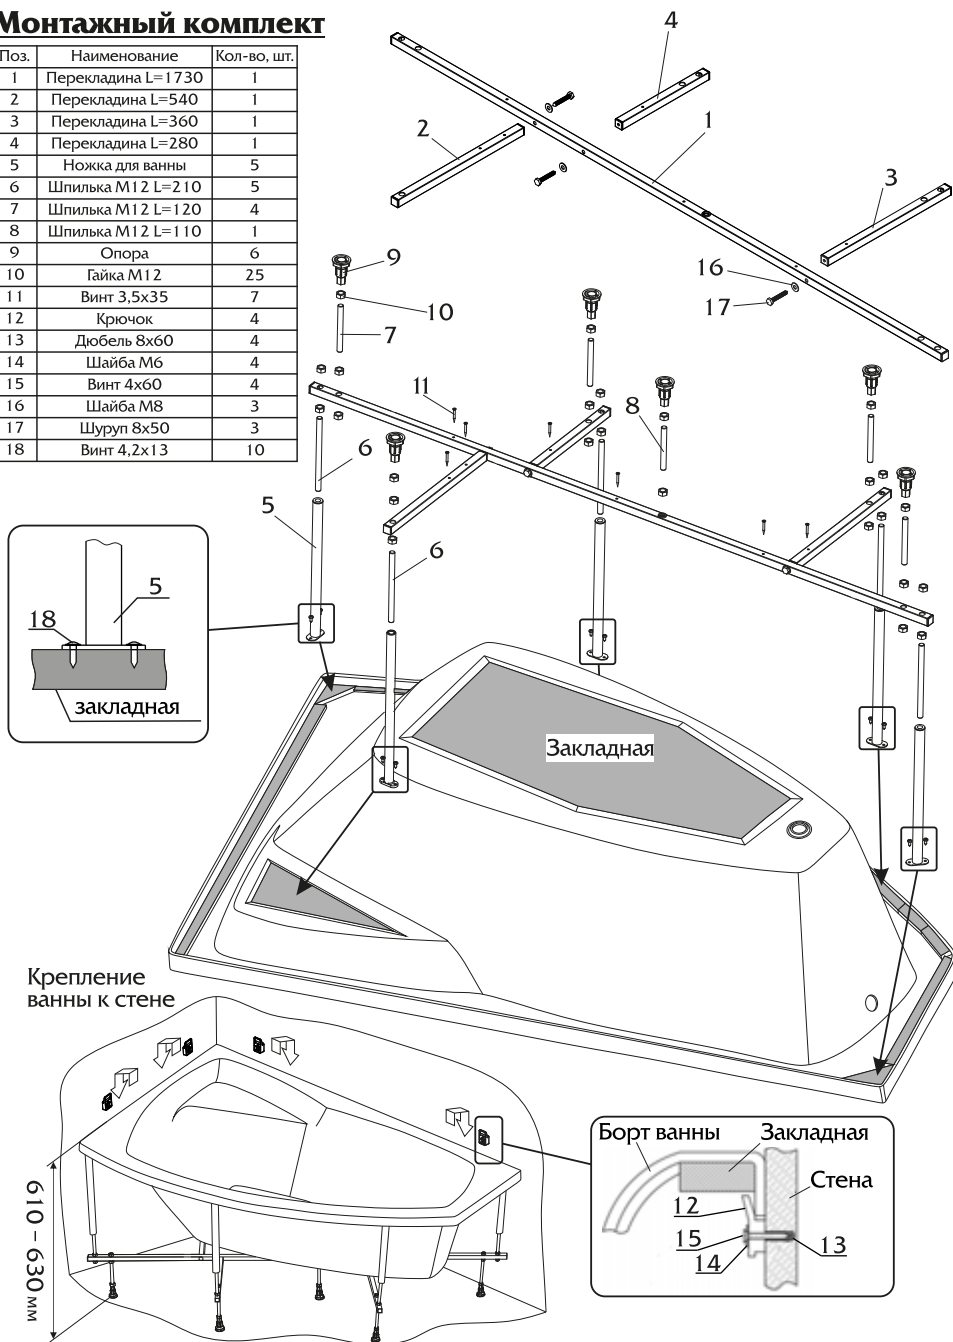 Монтажный комплект
Поз. Наименование Кол-во, шт.
1 Перекладина L=1730 1
2 Перекладина L=540 1
3 Перекладина L=360 1
4 Перекладина L=280 1
5 Ножка для ванны 5
6 Шпилька М12 L=210 5
7 Шпилька М12 L=120 4
8 Шпилька М12 L=110 1
9 Опора 6
10 Гайка М12 25
11 Винт 3,5х35 7
12 Крючок 4
13 Дюбель 8х60 4
14 Шайба М6 4
15 Винт 4х60 4
16 Шайба М8 3
17 Шуруп 8х50 3
18 Винт 4,2х13 10
4
2
1
3
9
16
10
17
7
11
8
6
5
6
5
18
закладная
Закладная
Крепление
ванны к стене
610 – 630 мм
Борт ванны
Закладная
Стена
12
15
14
13